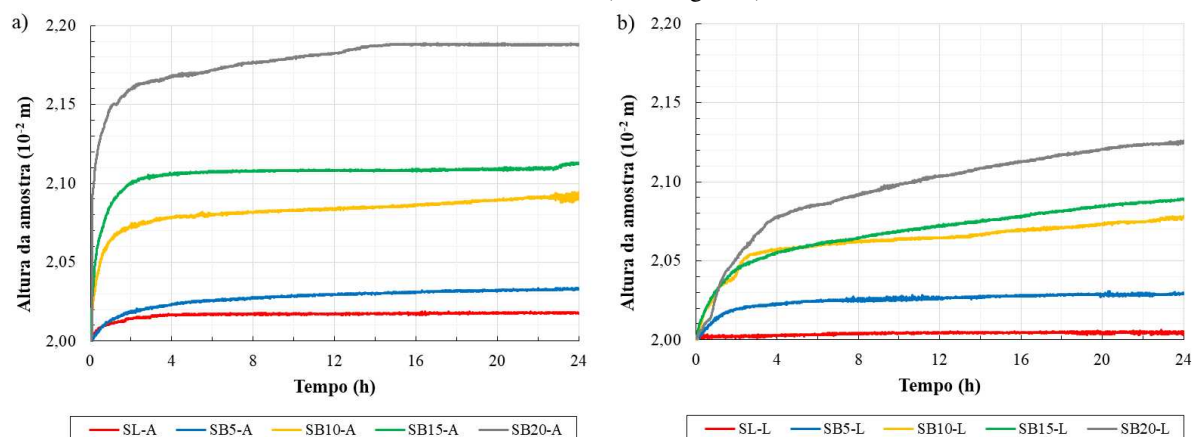 a)
2,20
2,15
2,10
2,05
2,00
Altura da amostra (10⁻² m)
0 4 8 12 16 20 24
Tempo (h)
SL-A SB5-A SB10-A SB15-A SB20-A
b)
2,20
2,15
2,10
2,05
2,00
Altura da amostra (10⁻² m)
0 4 8 12 16 20 24
Tempo (h)
SL-L SB5-L SB10-L SB15-L SB20-L